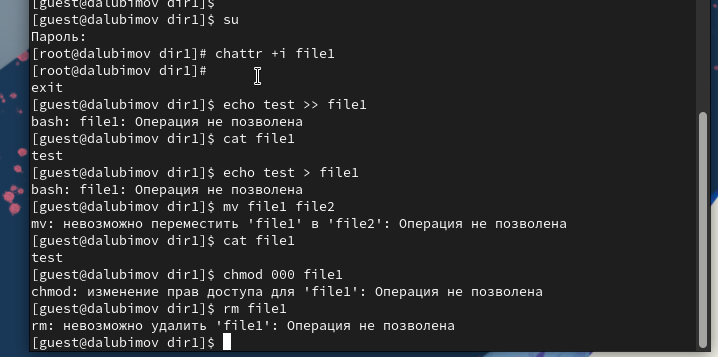 [guest@dalubimov dir1]$
[guest@dalubimov dir1]$ su
Пароль:
[root@dalubimov dir1]# chattr +i file1
[root@dalubimov dir1]#
exit
[guest@dalubimov dir1]$ echo test >> file1
bash: file1: Операция не позволена
[guest@dalubimov dir1]$ cat file1
test
[guest@dalubimov dir1]$ echo test > file1
bash: file1: Операция не позволена
[guest@dalubimov dir1]$ mv file1 file2
mv: невозможно переместить 'file1' в 'file2': Операция не позволена
[guest@dalubimov dir1]$ cat file1
test
[guest@dalubimov dir1]$ chmod 000 file1
chmod: изменение прав доступа для 'file1': Операция не позволена
[guest@dalubimov dir1]$ rm file1
rm: невозможно удалить 'file1': Операция не позволена
[guest@dalubimov dir1]$